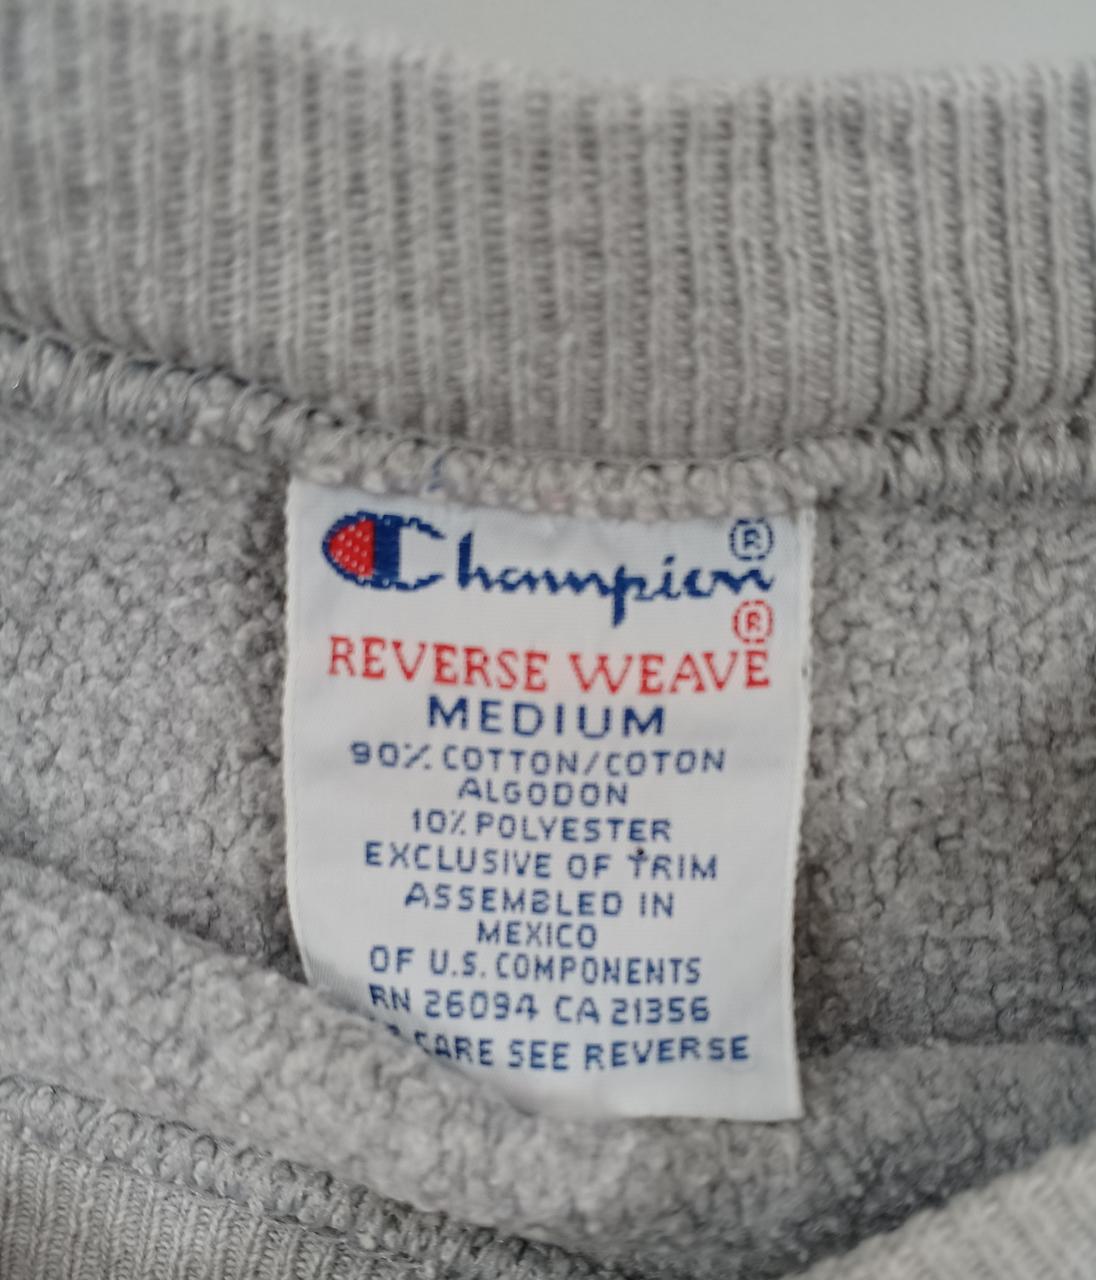 Champion®
®
REVERSE WEAVE
MEDIUM
90% COTTON/COTON
ALGODON
10% POLYESTER
EXCLUSIVE OF TRIM
ASSEMBLED IN
MEXICO
OF U.S. COMPONENTS
RN 26094 CA 21356
CARE SEE REVERSE